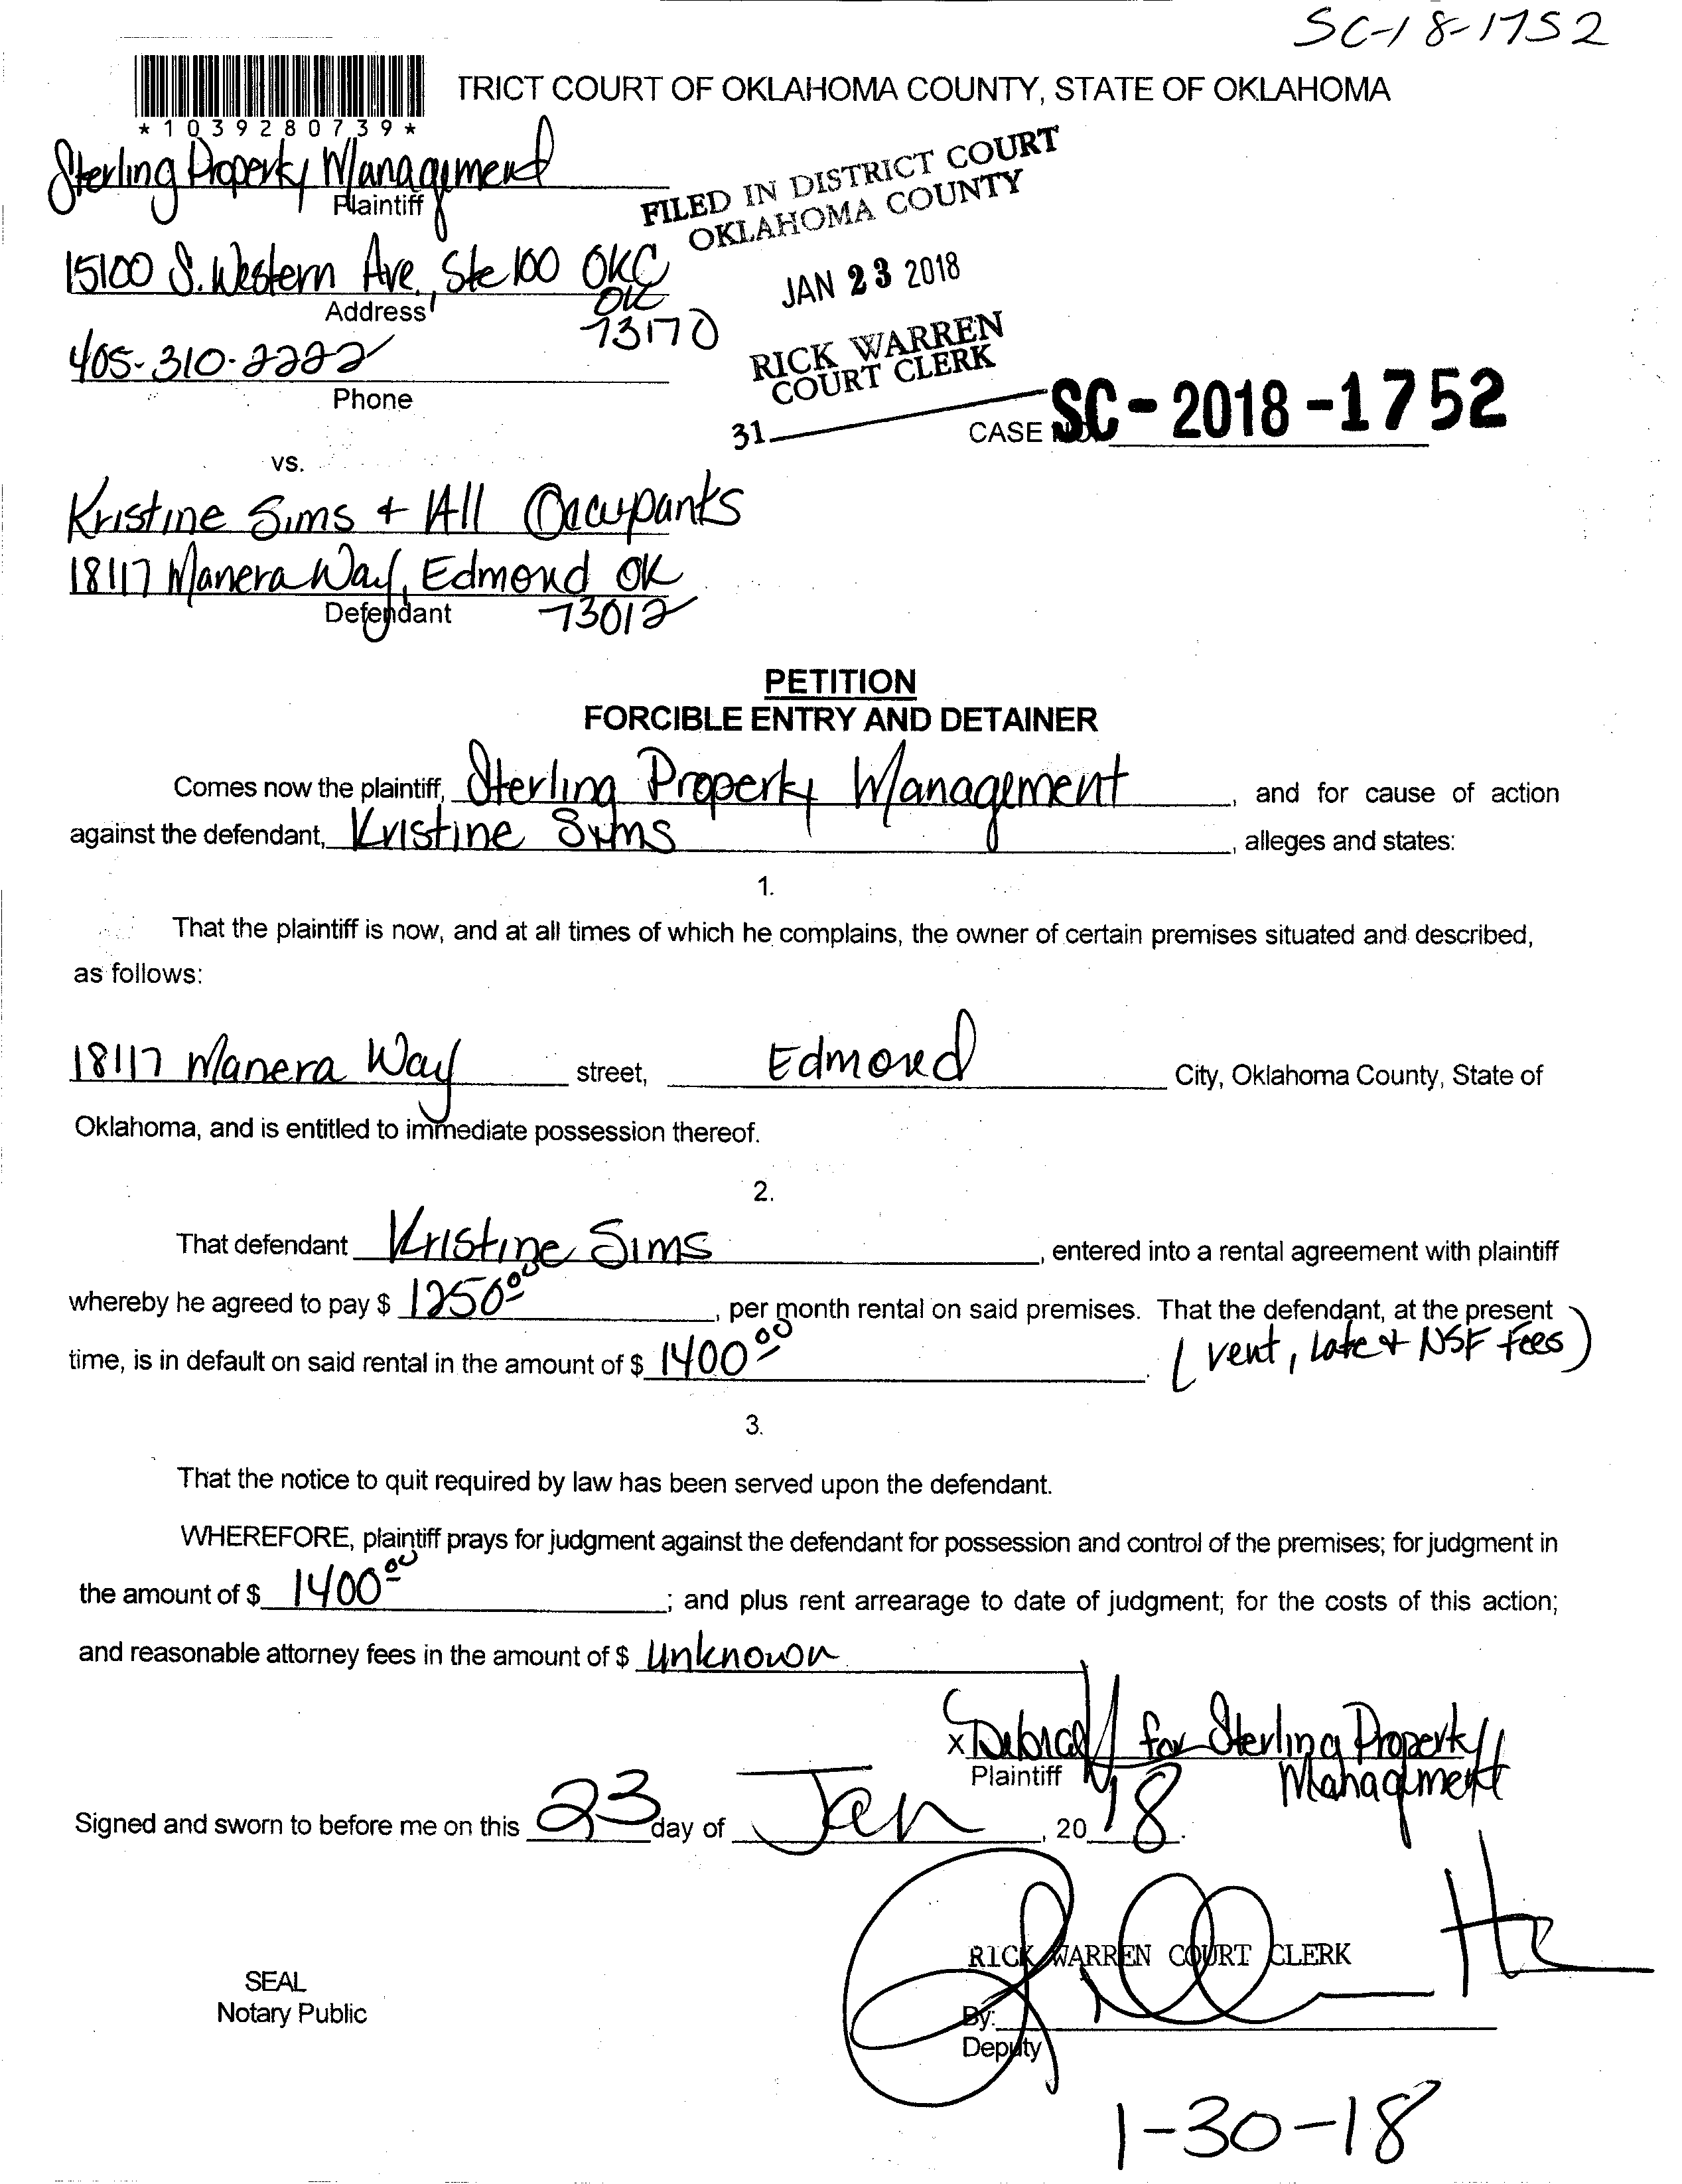 SC-18-1752
*1039280739*
TRICT COURT OF OKLAHOMA COUNTY, STATE OF OKLAHOMA
Sterling Property Management
Plaintiff
FILED IN DISTRICT COURT
OKLAHOMA COUNTY
15100 S. Western Ave, Ste 100 OKC
OK
Address
73170
JAN 23 2018
405-310-2222
Phone
RICK WARREN
COURT CLERK
31
CASE NO. SC-2018-1752
vs.
Kristine Sims + All Occupants
18117 Manera Way, Edmond OK
Defendant
73012
PETITION
FORCIBLE ENTRY AND DETAINER
Comes now the plaintiff, Sterling Property Management, and for cause of action
against the defendant, Kristine Sims, alleges and states:
1.
That the plaintiff is now, and at all times of which he complains, the owner of certain premises situated and described,
as follows:
18117 Manera Way street, Edmond City, Oklahoma County, State of
Oklahoma, and is entitled to immediate possession thereof.
2.
That defendant Kristine Sims, entered into a rental agreement with plaintiff
whereby he agreed to pay $ 1250 00, per month rental on said premises. That the defendant, at the present
time, is in default on said rental in the amount of $ 1400 00. (rent, late + NSF fees)
3.
That the notice to quit required by law has been served upon the defendant.
WHEREFORE, plaintiff prays for judgment against the defendant for possession and control of the premises; for judgment in
the amount of $ 1400 00; and plus rent arrearage to date of judgment; for the costs of this action;
and reasonable attorney fees in the amount of $ Unknown
x for Sterling Property
Management
Plaintiff
Signed and sworn to before me on this 23 day of Jan, 2018.
RICK WARREN COURT CLERK
SEAL
Notary Public
By:
Deputy
1-30-18